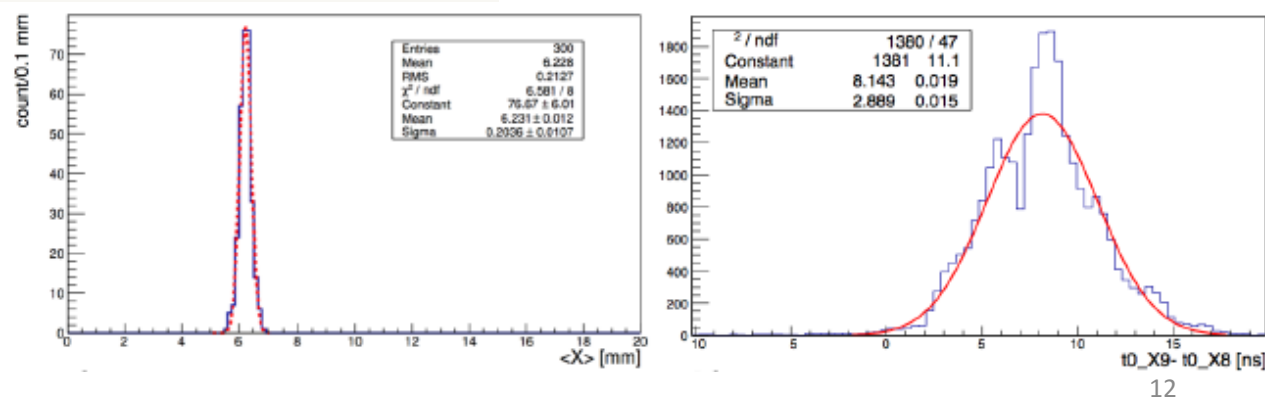 count/0.1 mm
70
60
50
40
30
20
10
0
0 2 4 6 8 10 12 14 16 18 20
<X> [mm]
Entries 300
Mean 6.228
RMS 0.2127
χ² / ndf 6.581 / 8
Constant 76.67 ± 6.01
Mean 6.231 ± 0.012
Sigma 0.2036 ± 0.0107
1800
1600
1400
1200
1000
800
600
400
200
0
10 5 0 5 10 15
t0_X9- t0_X8 [ns]
2 / ndf 1380 / 47
Constant 1381 11.1
Mean 8.143 0.019
Sigma 2.889 0.015
12